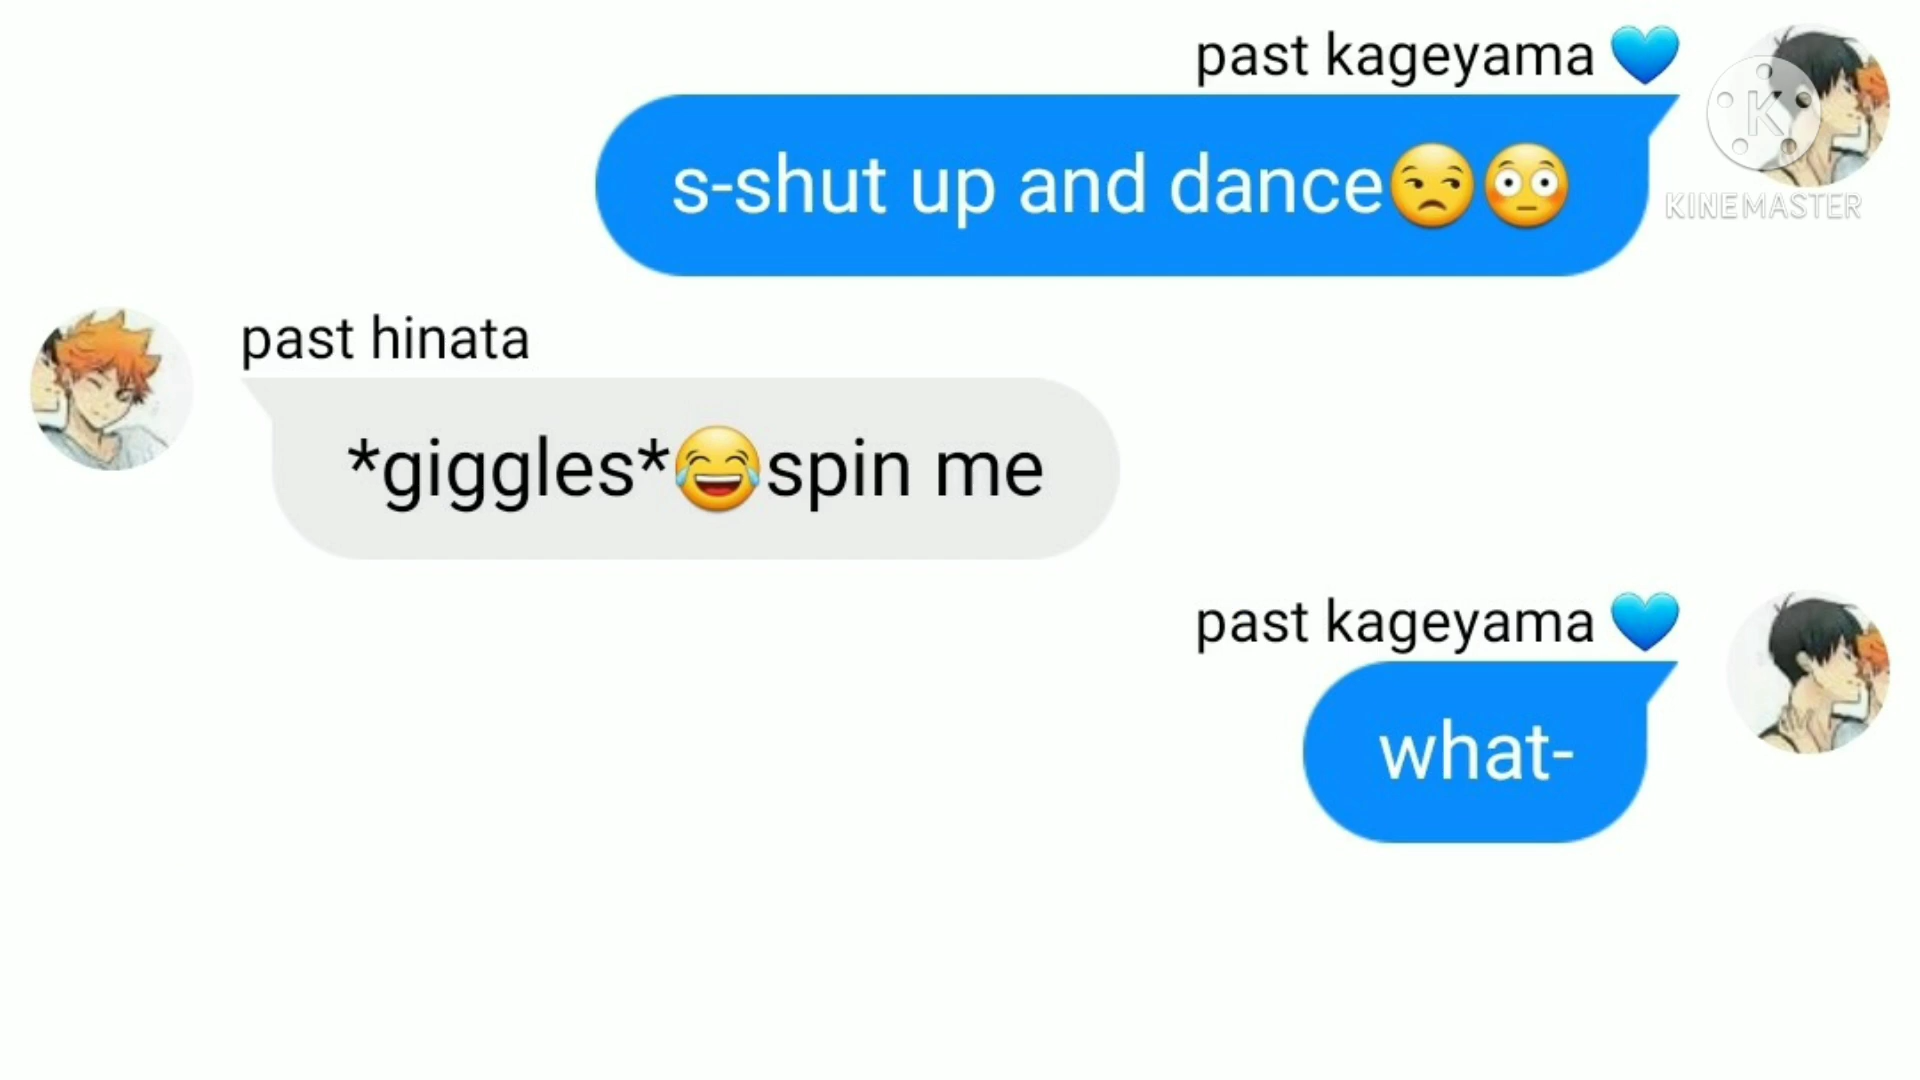 past kageyama 💙
s-shut up and dance😒😳
K
KINEMASTER
past hinata
*giggles*😂spin me
past kageyama 💙
what-